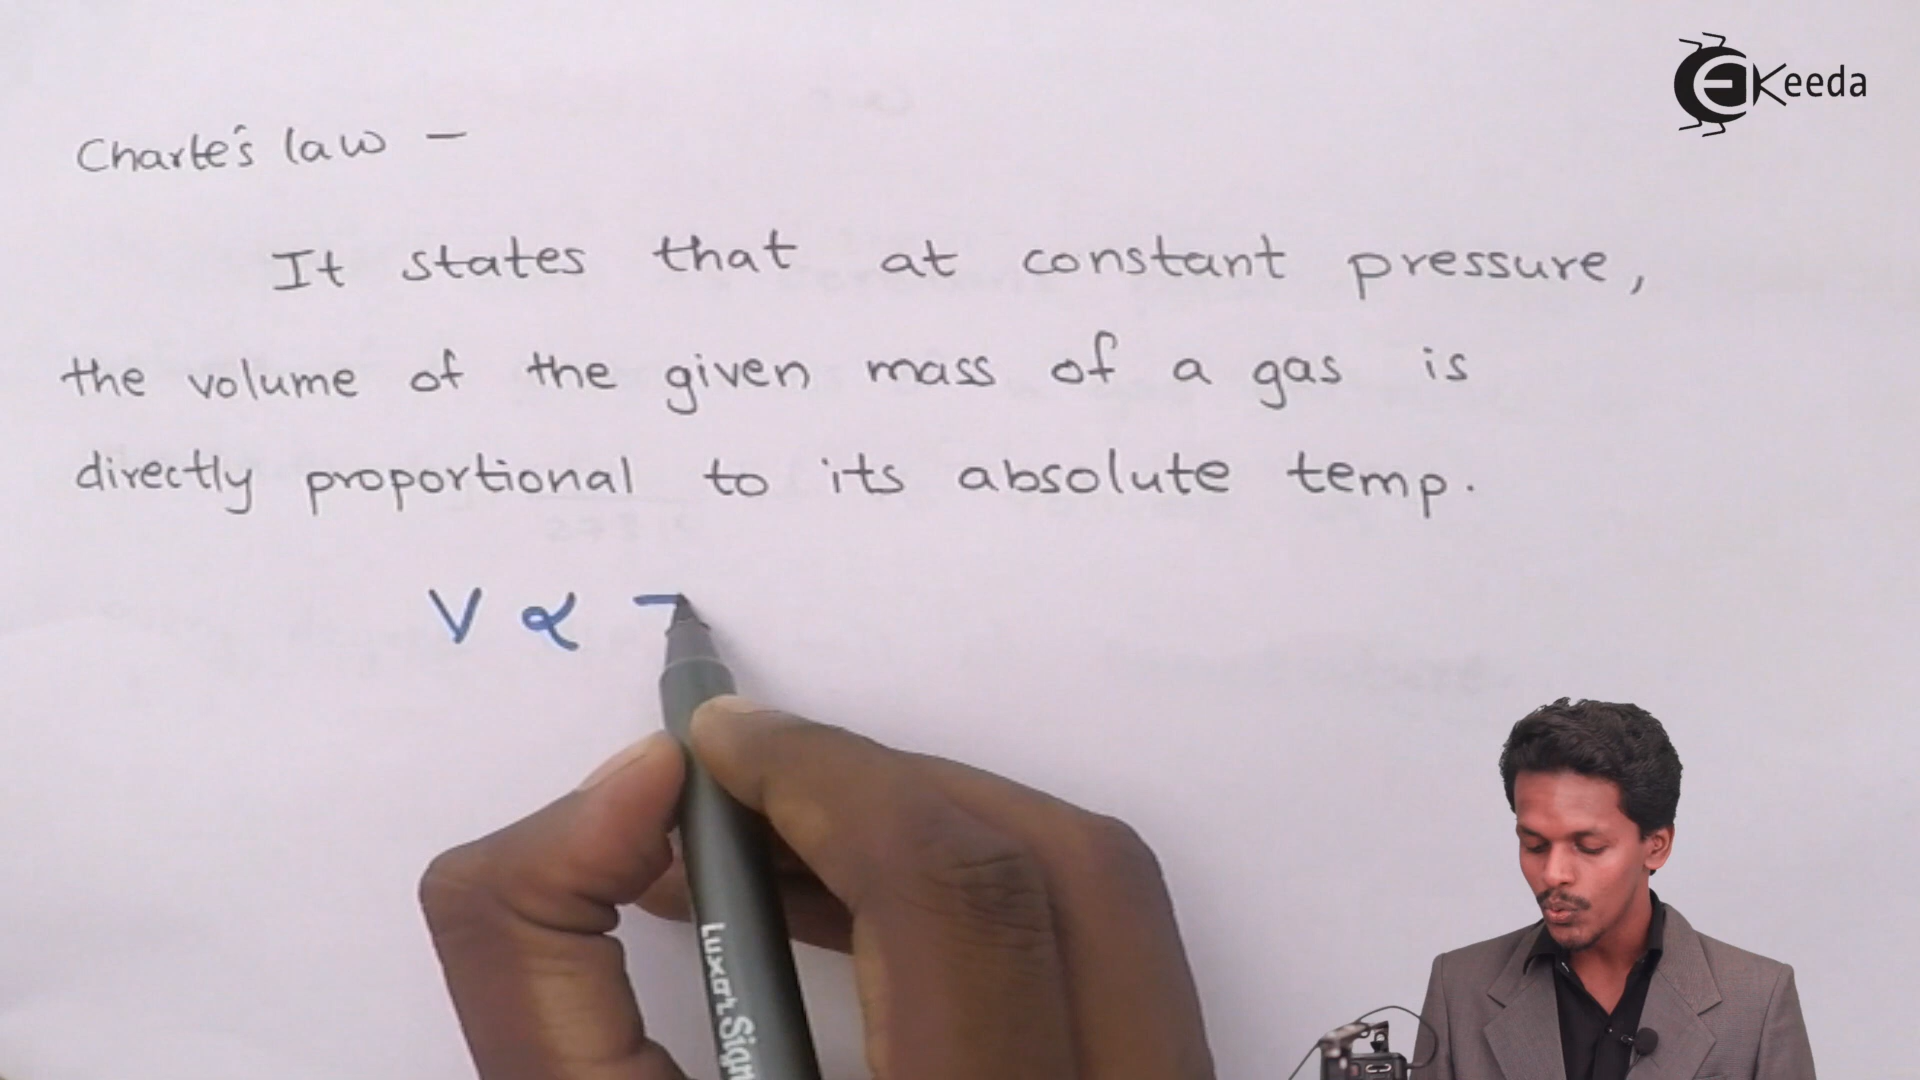 Charle's law –
It states that at constant pressure,
the volume of the given mass of a gas is
directly proportional to its absolute temp.
V ∝ T
Luxor Sign
EKeeda